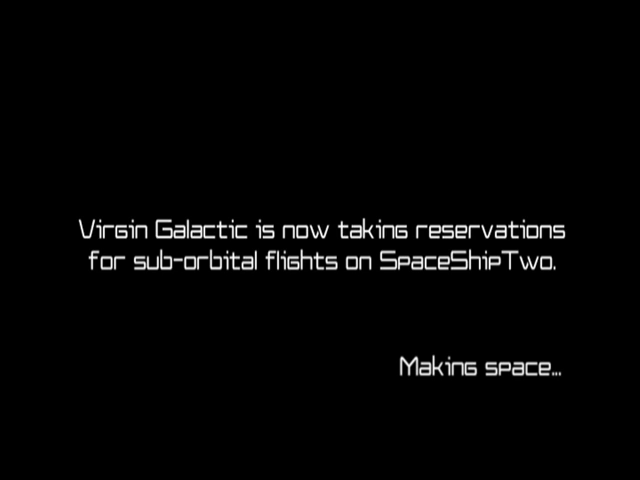 Virgin Galactic is now taking reservations
for sub-orbital flights on SpaceShipTwo.
Making space...